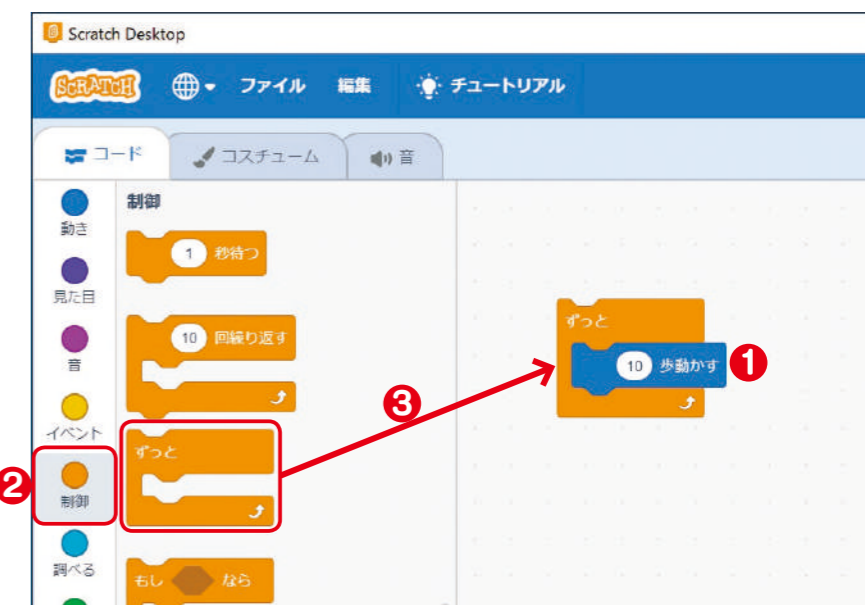 Scratch Desktop
SCRATCH ファイル 編集 チュートリアル
コード コスチューム 音
動き
見た目
音
イベント
制御
調べる
制御
1 秒待つ
10 回繰り返す
ずっと
もし なら
ずっと
10 歩動かす
❶
❷
❸